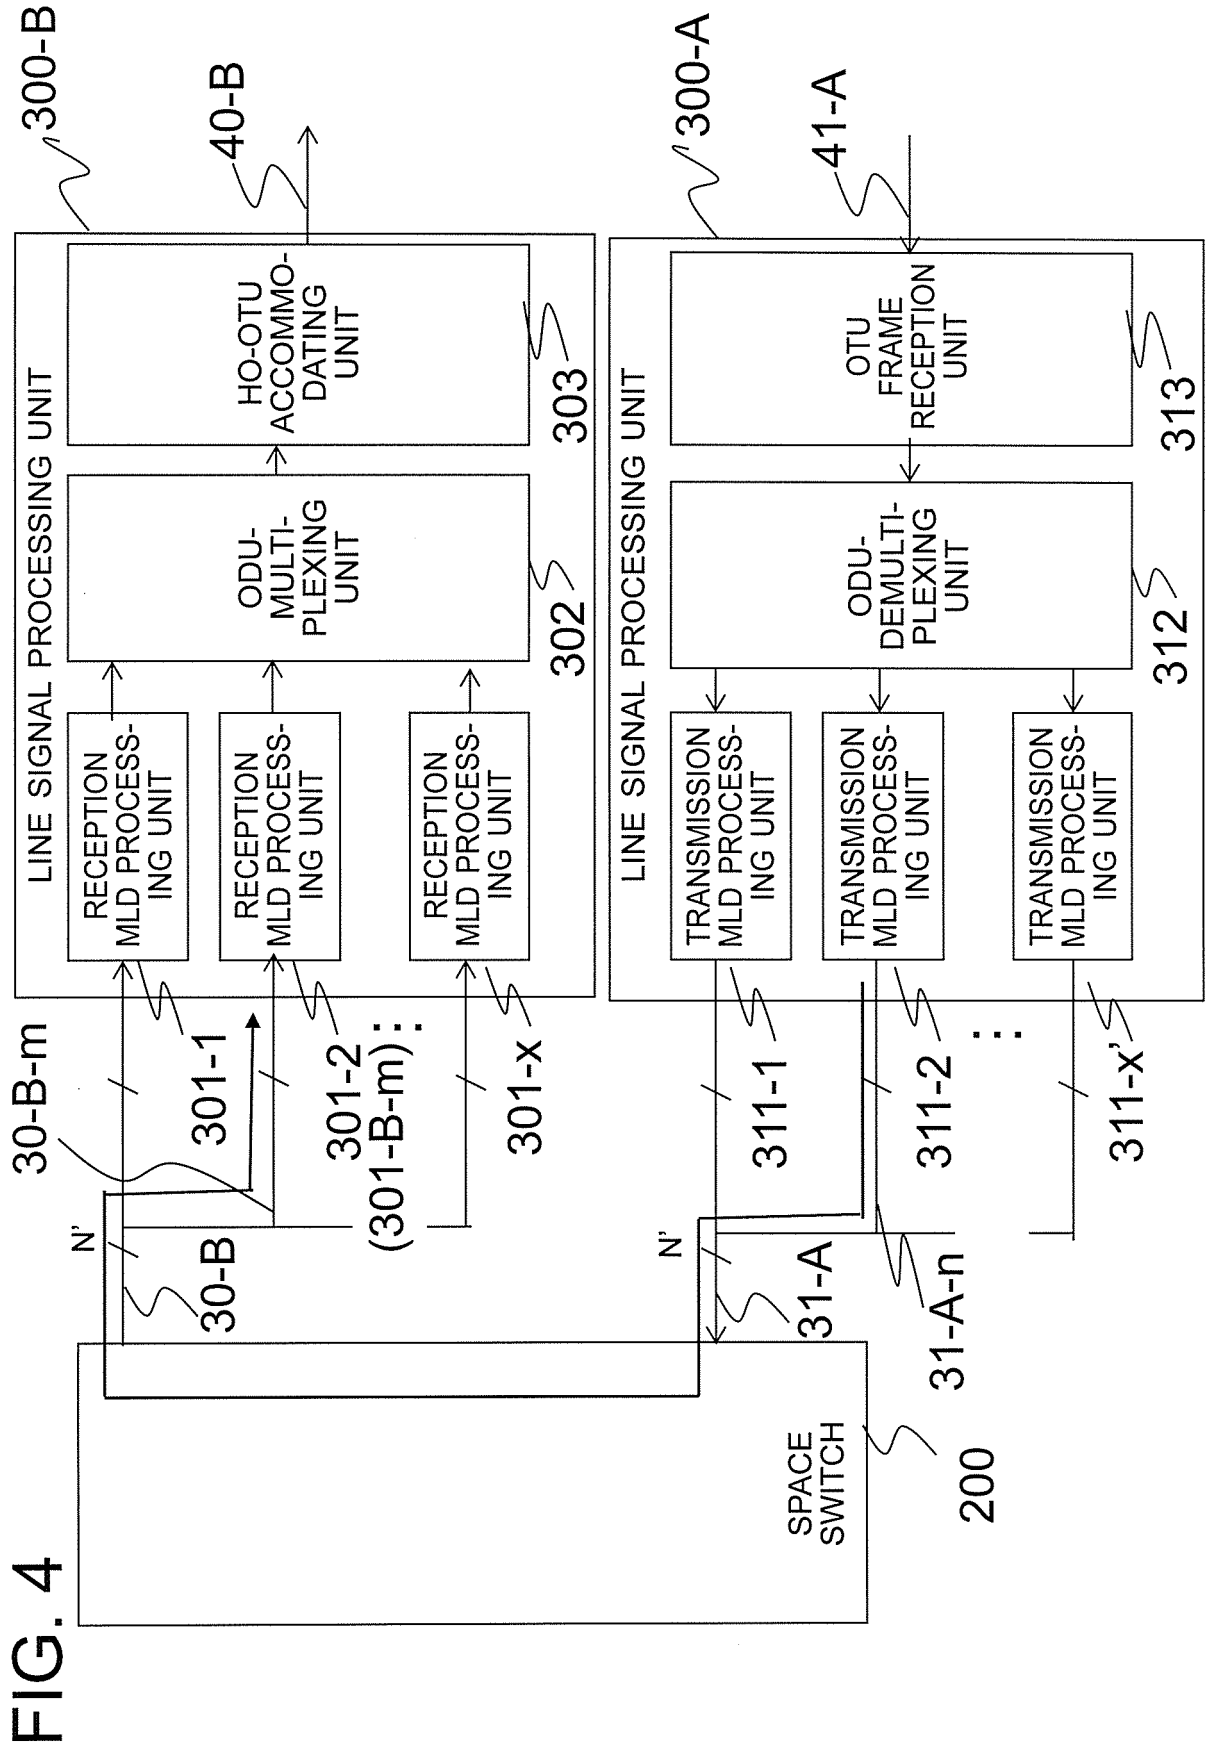 FIG. 4
SPACE
SWITCH
200
N'
30-B
30-B-m
LINE SIGNAL PROCESSING UNIT
300-B
RECEPTION
MLD PROCESS-
ING UNIT
301-1
RECEPTION
MLD PROCESS-
ING UNIT
301-2
(301-B-m)
⋮
RECEPTION
MLD PROCESS-
ING UNIT
301-x
ODU-
MULTI-
PLEXING
UNIT
302
HO-OTU
ACCOMMO-
DATING
UNIT
303
40-B
N'
31-A
31-A-n
LINE SIGNAL PROCESSING UNIT
300-A
TRANSMISSION
MLD PROCESS-
ING UNIT
311-1
TRANSMISSION
MLD PROCESS-
ING UNIT
311-2
⋮
TRANSMISSION
MLD PROCESS-
ING UNIT
311-x'
ODU-
DEMULTI-
PLEXING
UNIT
312
OTU
FRAME
RECEPTION
UNIT
313
41-A